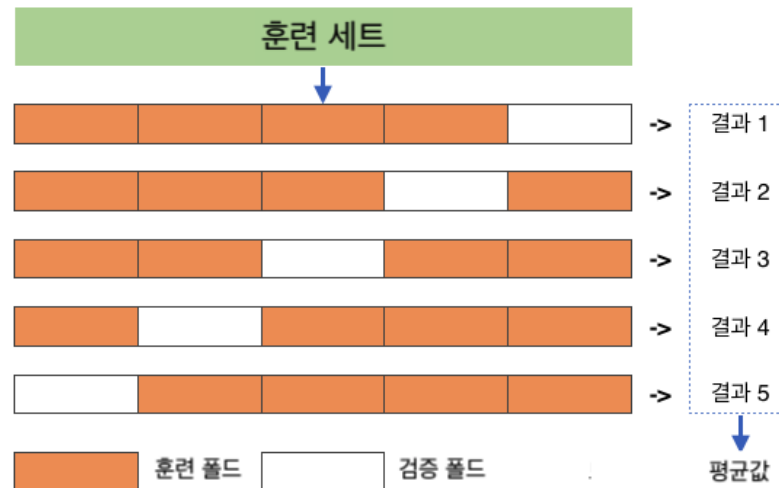 훈련 세트
-> 결과 1
-> 결과 2
-> 결과 3
-> 결과 4
-> 결과 5
훈련 폴드 검증 폴드 평균값